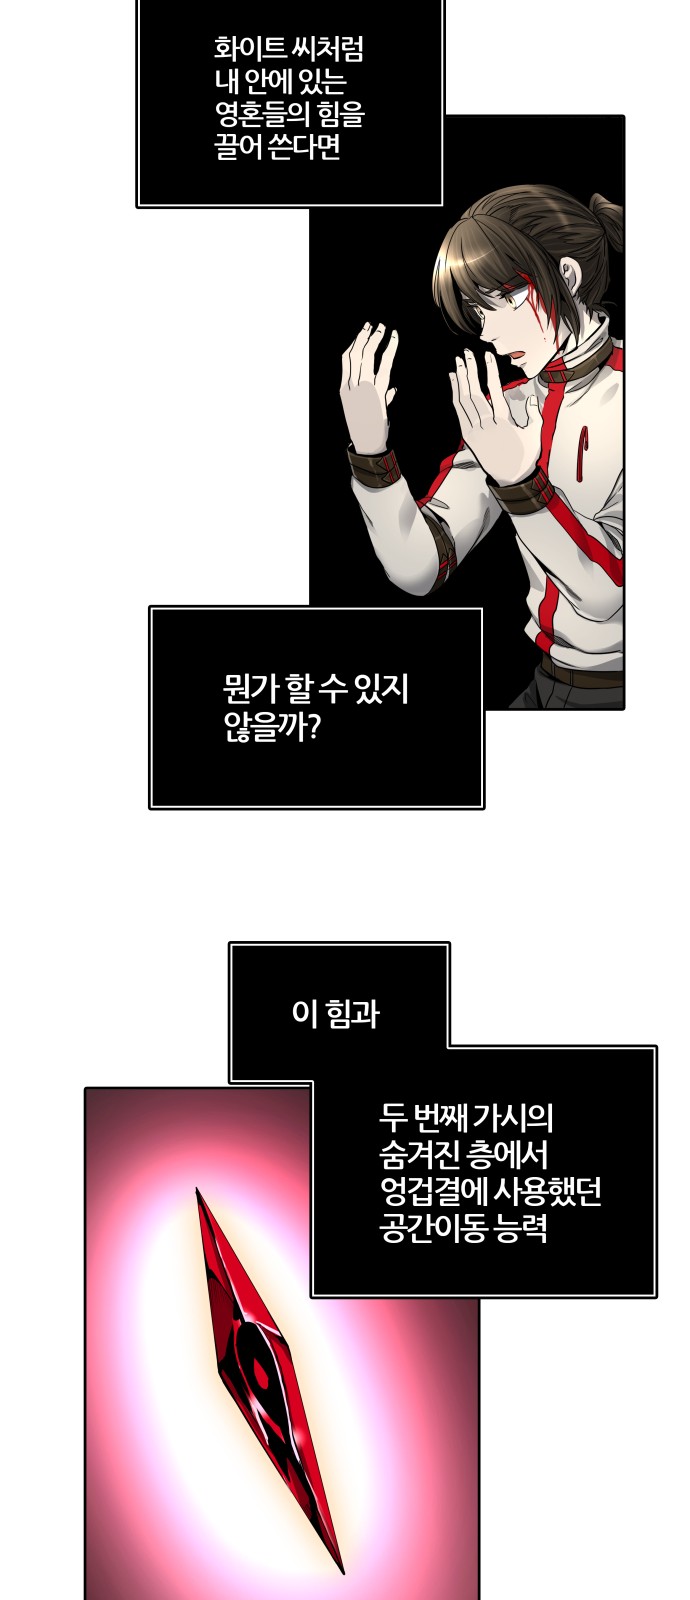 화이트 씨처럼
내 안에 있는
영혼들의 힘을
끌어 쓴다면
뭔가 할 수 있지
않을까?
이 힘과
두 번째 가시의
숨겨진 층에서
엉겁결에 사용했던
공간이동 능력